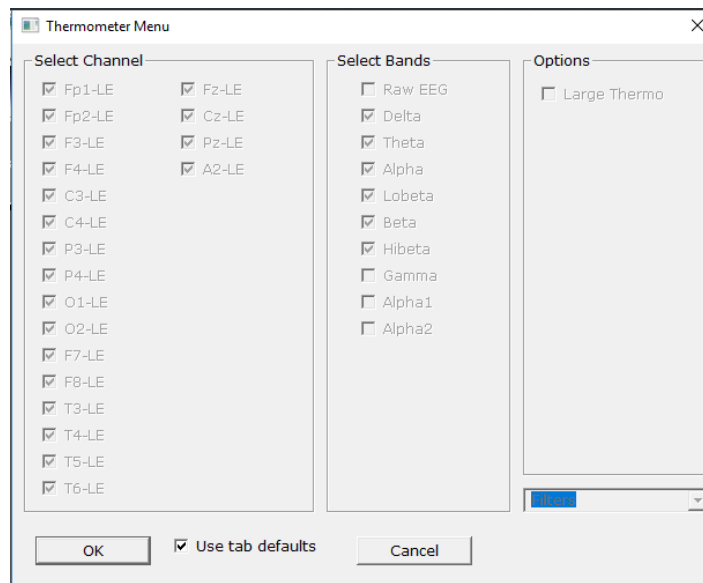 Thermometer Menu
Select Channel
Fp1-LE
Fp2-LE
F3-LE
F4-LE
C3-LE
C4-LE
P3-LE
P4-LE
O1-LE
O2-LE
F7-LE
F8-LE
T3-LE
T4-LE
T5-LE
T6-LE
Fz-LE
Cz-LE
Pz-LE
A2-LE
Select Bands
Raw EEG
Delta
Theta
Alpha
Lobeta
Beta
Hibeta
Gamma
Alpha1
Alpha2
Options
Large Thermo
Filters
OK
Use tab defaults
Cancel